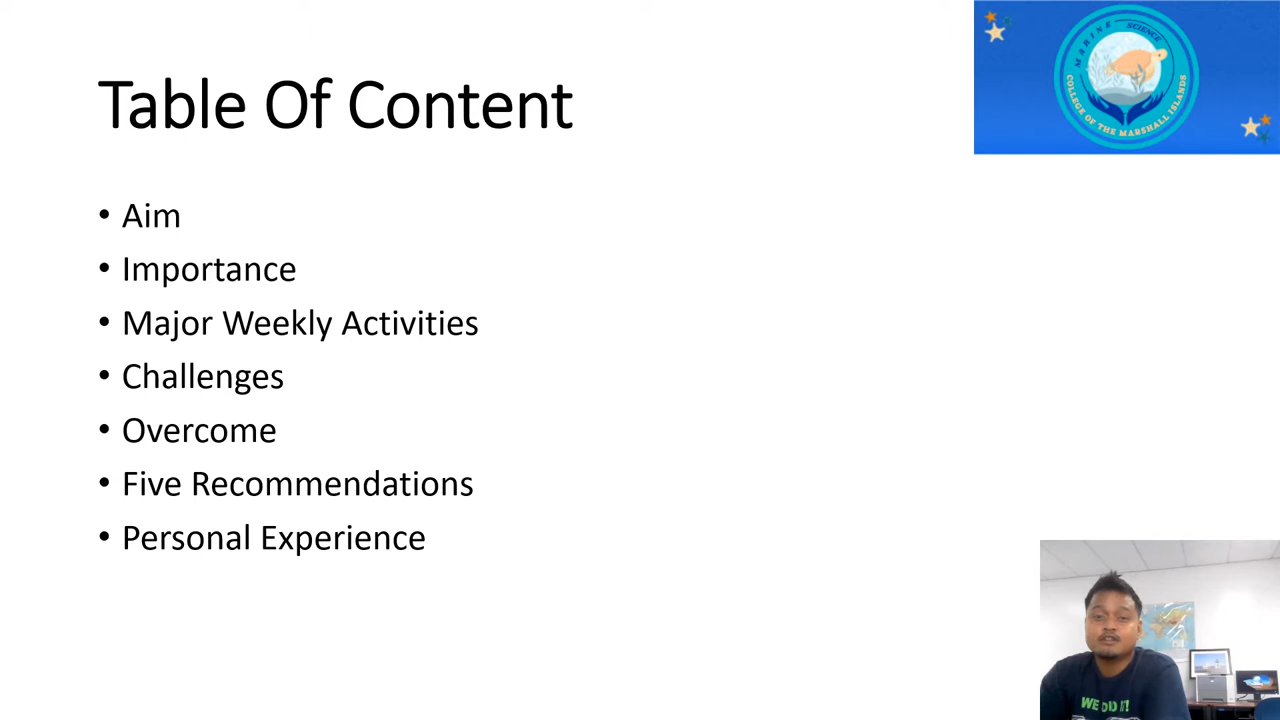 Table Of Content
MARINE SCIENCE
COLLEGE OF THE MARSHALL ISLANDS
• Aim
• Importance
• Major Weekly Activities
• Challenges
• Overcome
• Five Recommendations
• Personal Experience
WE DID IT!